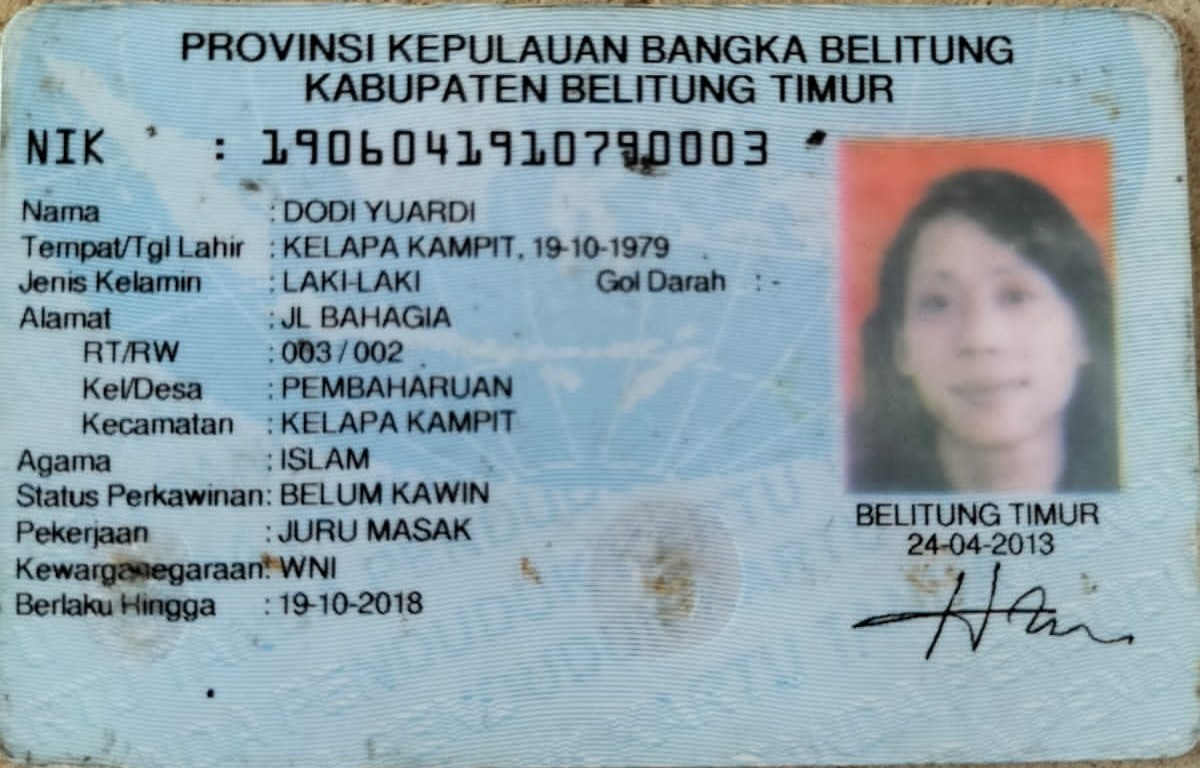 PROVINSI KEPULAUAN BANGKA BELITUNG
KABUPATEN BELITUNG TIMUR
NIK : 1906041910790003
Nama : DODI YUARDI
Tempat/Tgl Lahir : KELAPA KAMPIT, 19-10-1979
Jenis Kelamin : LAKI-LAKI Gol Darah : -
Alamat : JL BAHAGIA
RT/RW : 003 / 002
Kel/Desa : PEMBAHARUAN
Kecamatan : KELAPA KAMPIT
Agama : ISLAM
Status Perkawinan: BELUM KAWIN
Pekerjaan : JURU MASAK
Kewarganegaraan: WNI
Berlaku Hingga : 19-10-2018
BELITUNG TIMUR
24-04-2013